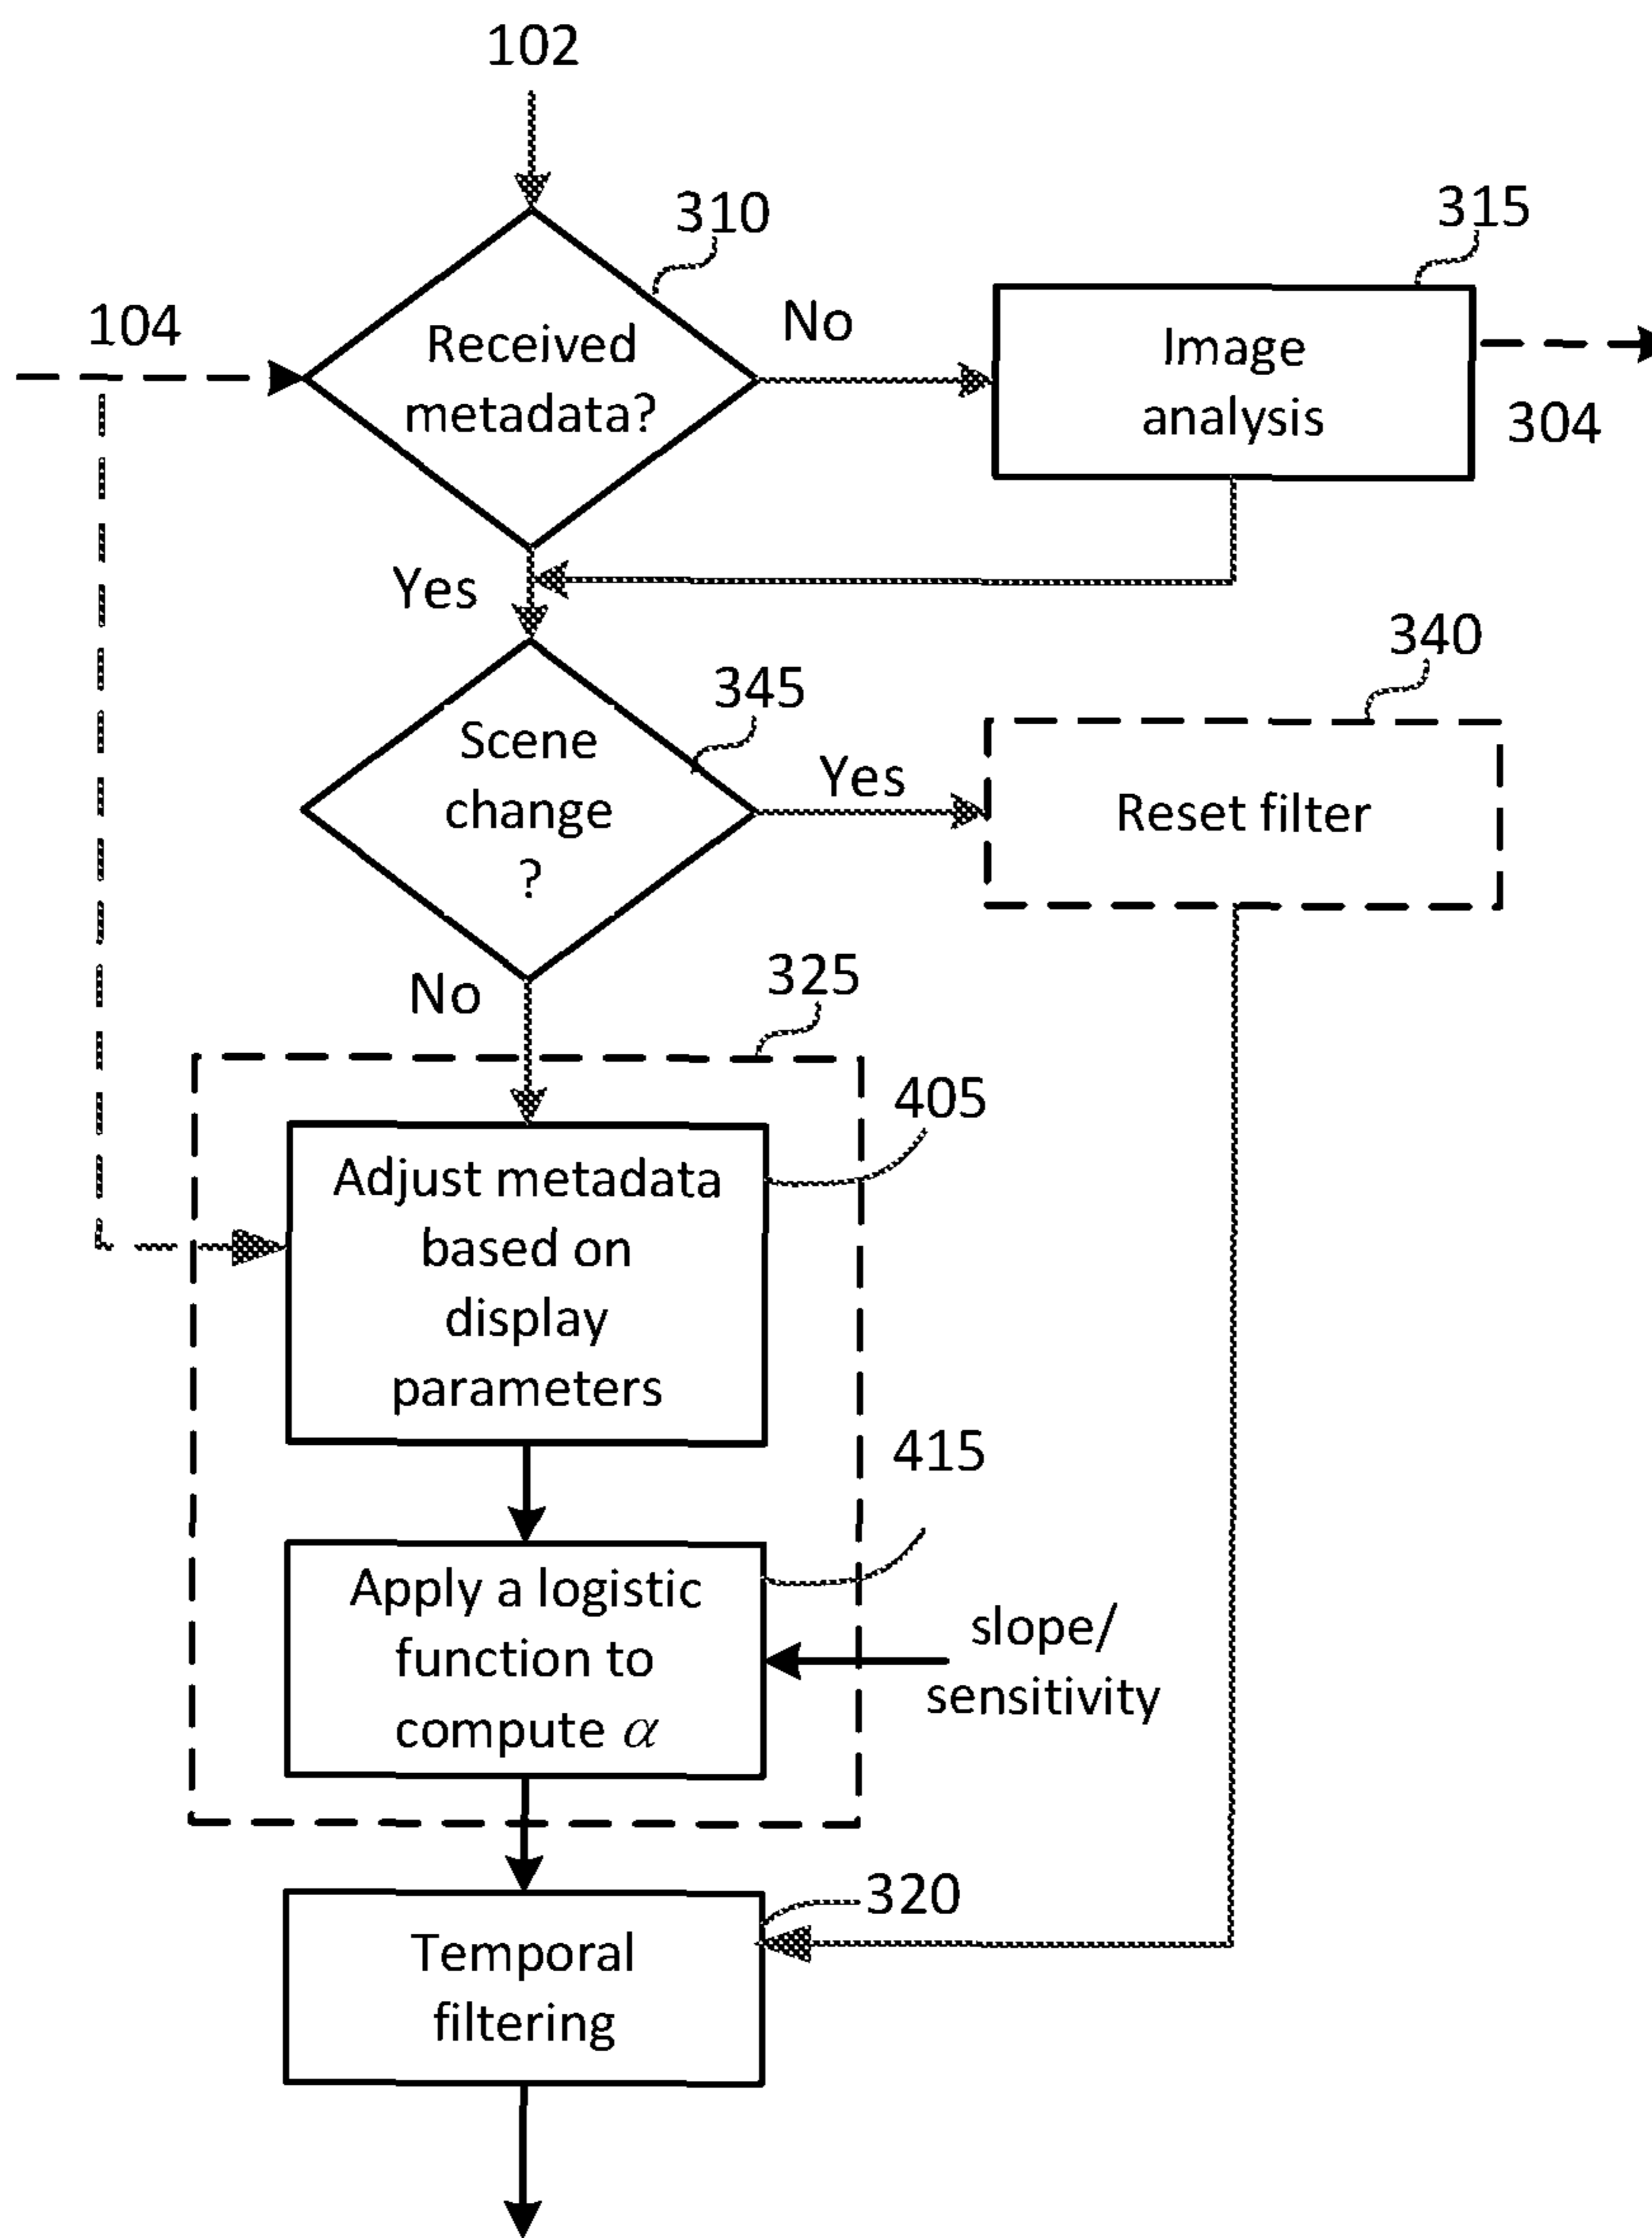 102
310
315
104
No
Received
metadata?
Image
analysis
304
Yes
340
345
Scene
change
?
Yes
Reset filter
No
325
405
Adjust metadata
based on
display
parameters
415
Apply a logistic
function to
compute α
slope/
sensitivity
320
Temporal
filtering